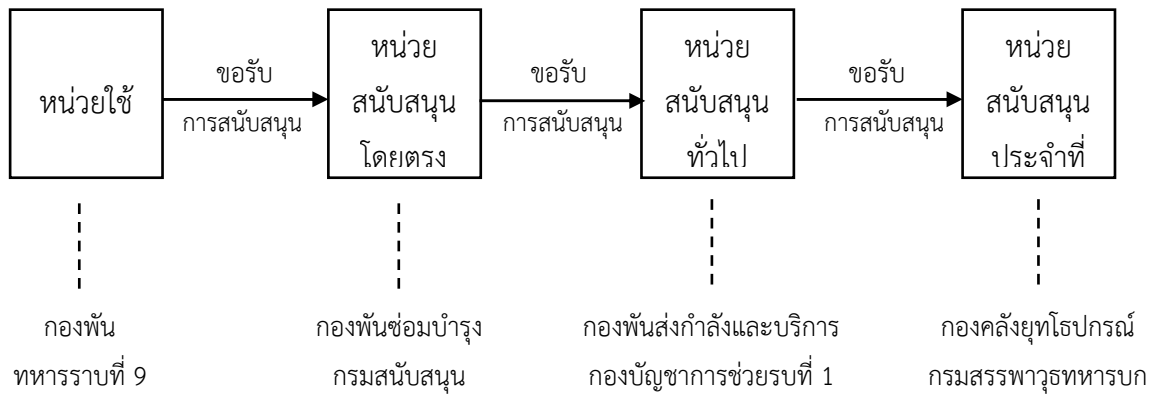 หน่วยใช้
ขอรับ
การสนับสนุน
หน่วย
สนับสนุน
โดยตรง
ขอรับ
การสนับสนุน
หน่วย
สนับสนุน
ทั่วไป
ขอรับ
การสนับสนุน
หน่วย
สนับสนุน
ประจำที่
กองพัน
ทหารราบที่ 9
กองพันซ่อมบำรุง
กรมสนับสนุน
กองพันส่งกำลังและบริการ
กองบัญชาการช่วยรบที่ 1
กองคลังยุทโธปกรณ์
กรมสรรพาวุธทหารบก